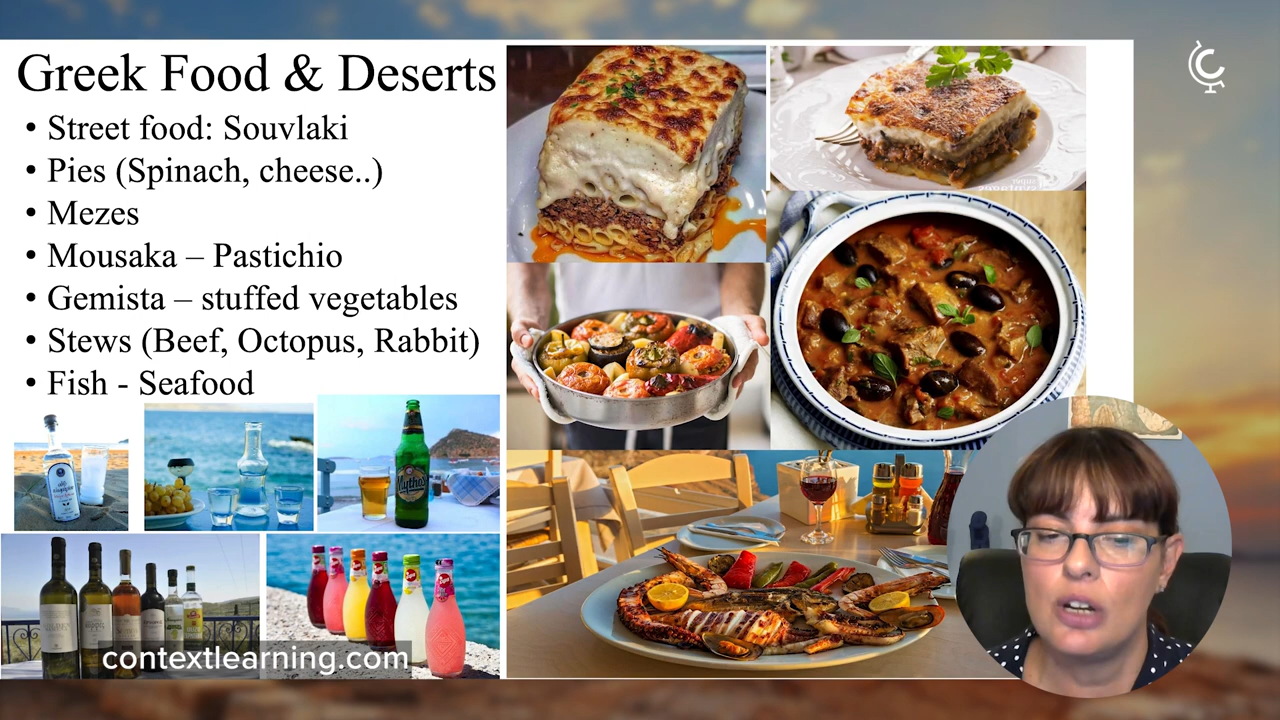 Greek Food & Deserts
• Street food: Souvlaki
• Pies (Spinach, cheese..)
• Mezes
• Mousaka – Pastichio
• Gemista – stuffed vegetables
• Stews (Beef, Octopus, Rabbit)
• Fish - Seafood
Mythos
contextlearning.com